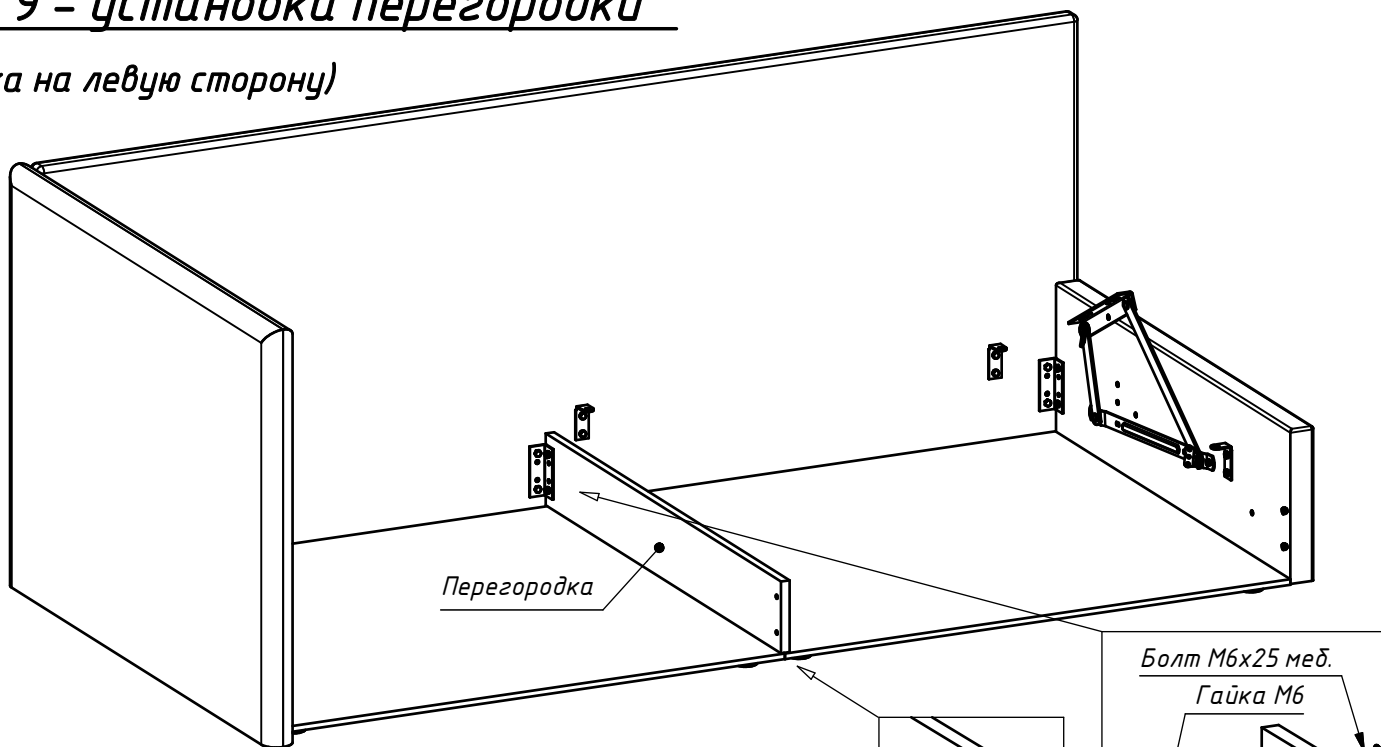 9 – установка перегородки
на левую сторону)
Перегородка
Болт М6х25 меб.
Гайка М6